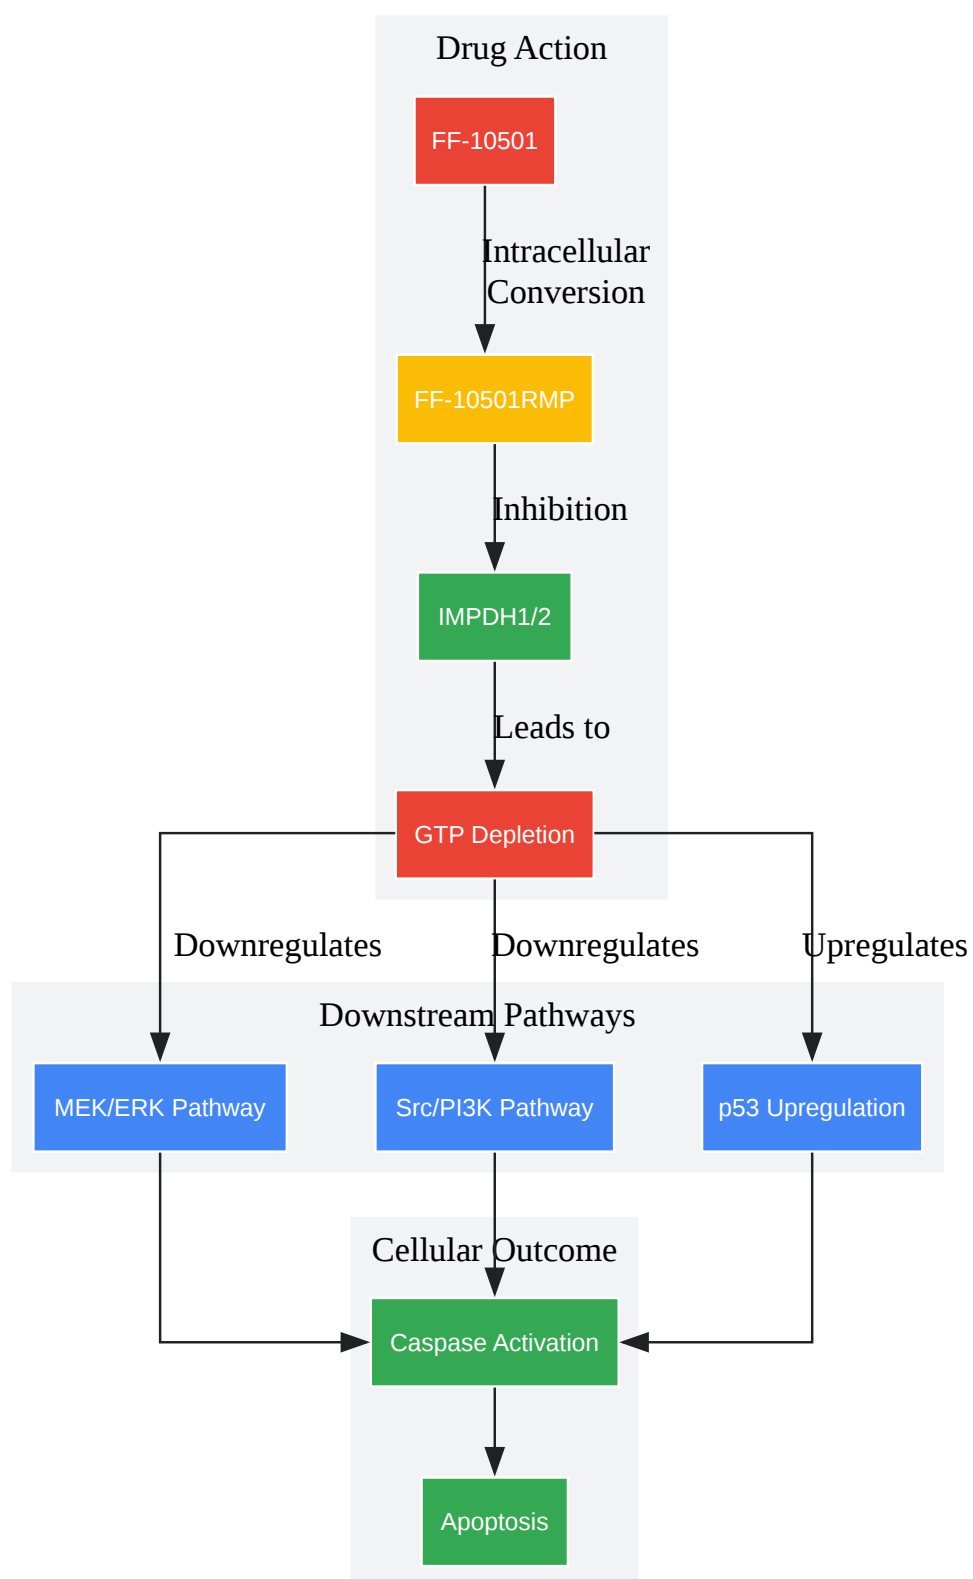 Drug Action
FF-10501
Intracellular
Conversion
FF-10501RMP
Inhibition
IMPDH1/2
Leads to
GTP Depletion
Downregulates
Downregulates
Upregulates
Downstream Pathways
MEK/ERK Pathway
Src/PI3K Pathway
p53 Upregulation
Cellular Outcome
Caspase Activation
Apoptosis